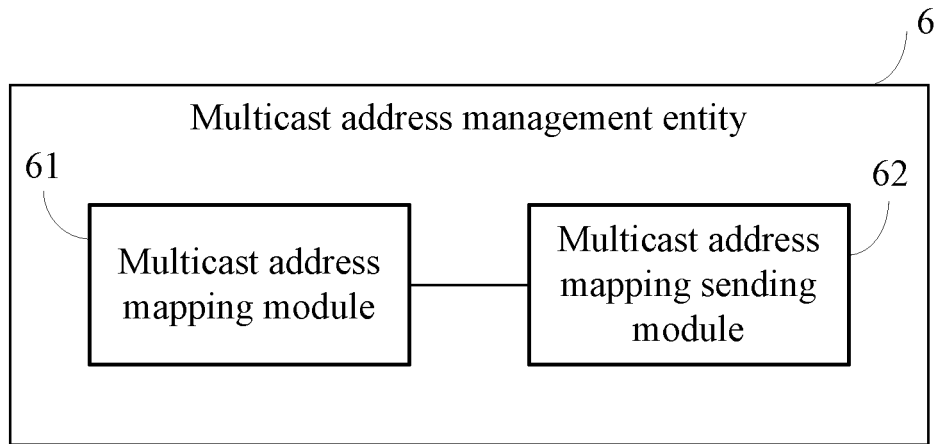 6
Multicast address management entity
61
62
Multicast address
mapping module
Multicast address
mapping sending
module